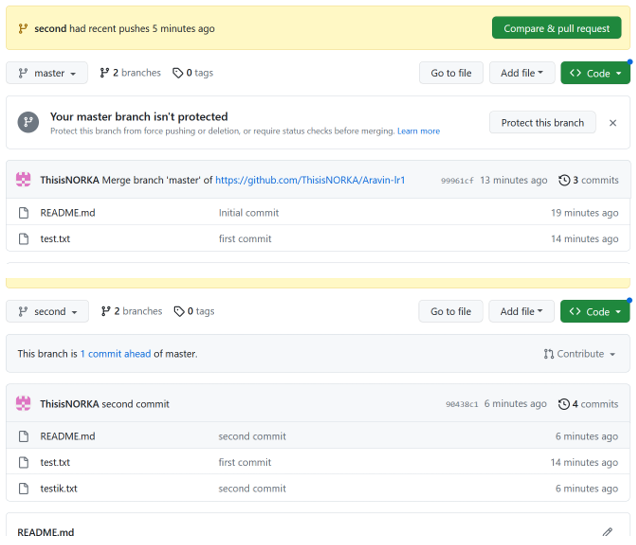 second had recent pushes 5 minutes ago Compare & pull request
master 2 branches 0 tags Go to file Add file Code
Your master branch isn't protected
Protect this branch from force pushing or deletion, or require status checks before merging. Learn more Protect this branch
ThisisNORKA Merge branch 'master' of https://github.com/ThisisNORKA/Aravin-lr1 99961cf 13 minutes ago 3 commits
README.md Initial commit 19 minutes ago
test.txt first commit 14 minutes ago
second 2 branches 0 tags Go to file Add file Code
This branch is 1 commit ahead of master. Contribute
ThisisNORKA second commit 90438c1 6 minutes ago 4 commits
README.md second commit 6 minutes ago
test.txt first commit 14 minutes ago
testik.txt second commit 6 minutes ago
README.md